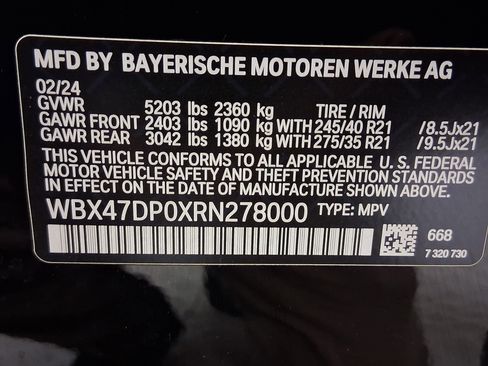 MFD BY BAYERISCHE MOTOREN WERKE AG
02/24
GVWR 5203 lbs 2360 kg TIRE / RIM
GAWR FRONT 2403 lbs 1090 kg WITH 245/40 R21 /8.5Jx21
GAWR REAR 3042 lbs 1380 kg WITH 275/35 R21 /9.5Jx21
THIS VEHICLE CONFORMS TO ALL APPLICABLE U. S. FEDERAL
MOTOR VEHICLE SAFETY AND THEFT PREVENTION STANDARDS
IN EFFECT ON THE DATE OF MANUFACTURE SHOWN ABOVE.
WBX47DP0XRN278000 TYPE: MPV
668
7 320 730